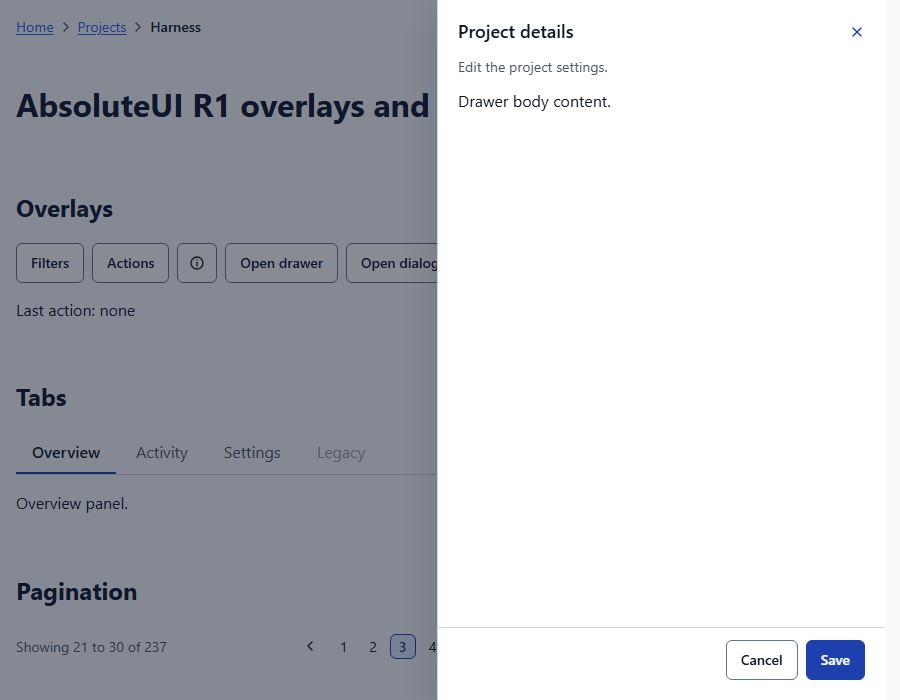 Home > Projects > Harness
AbsoluteUI R1 overlays and
Overlays
Filters Actions Open drawer Open dialog
Last action: none
Tabs
Overview Activity Settings Legacy
Overview panel.
Pagination
Showing 21 to 30 of 237 1 2 3 4
Project details
Edit the project settings.
Drawer body content.
Cancel Save